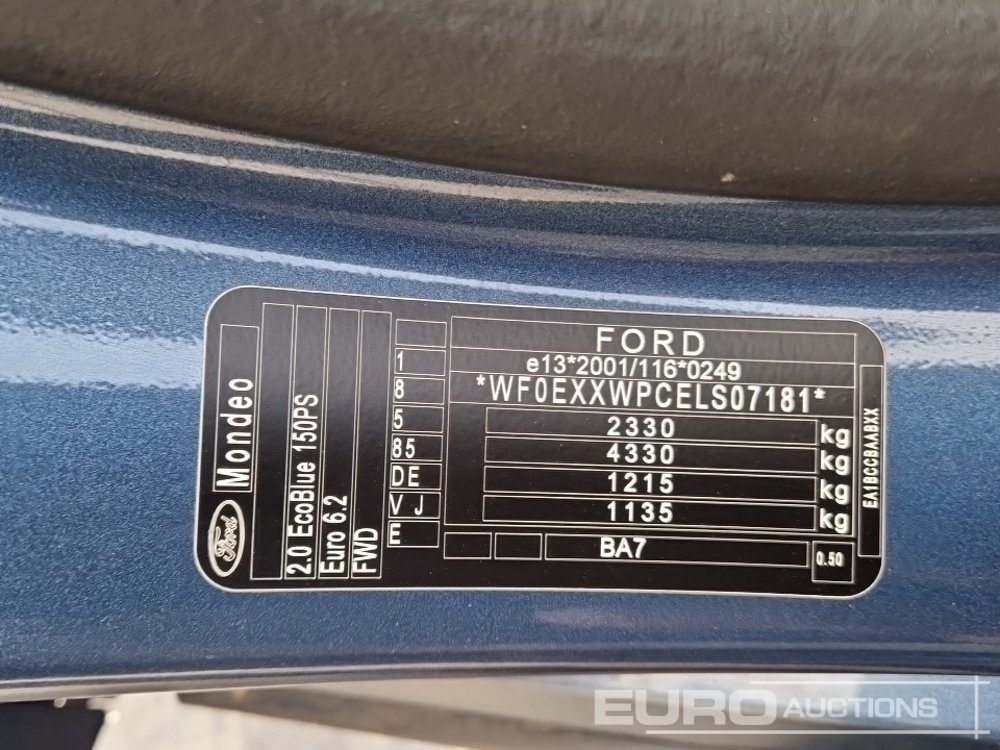 Ford
Mondeo
2.0 EcoBlue 150PS
Euro 6.2
FWD
1
8
5
85
DE
V J
E
FORD
e13*2001/116*0249
*WF0EXXWPCELS07181*
2330 kg
4330 kg
1215 kg
1135 kg
BA7
0.50
EA1BCCBAABXX
EURO AUCTIONS